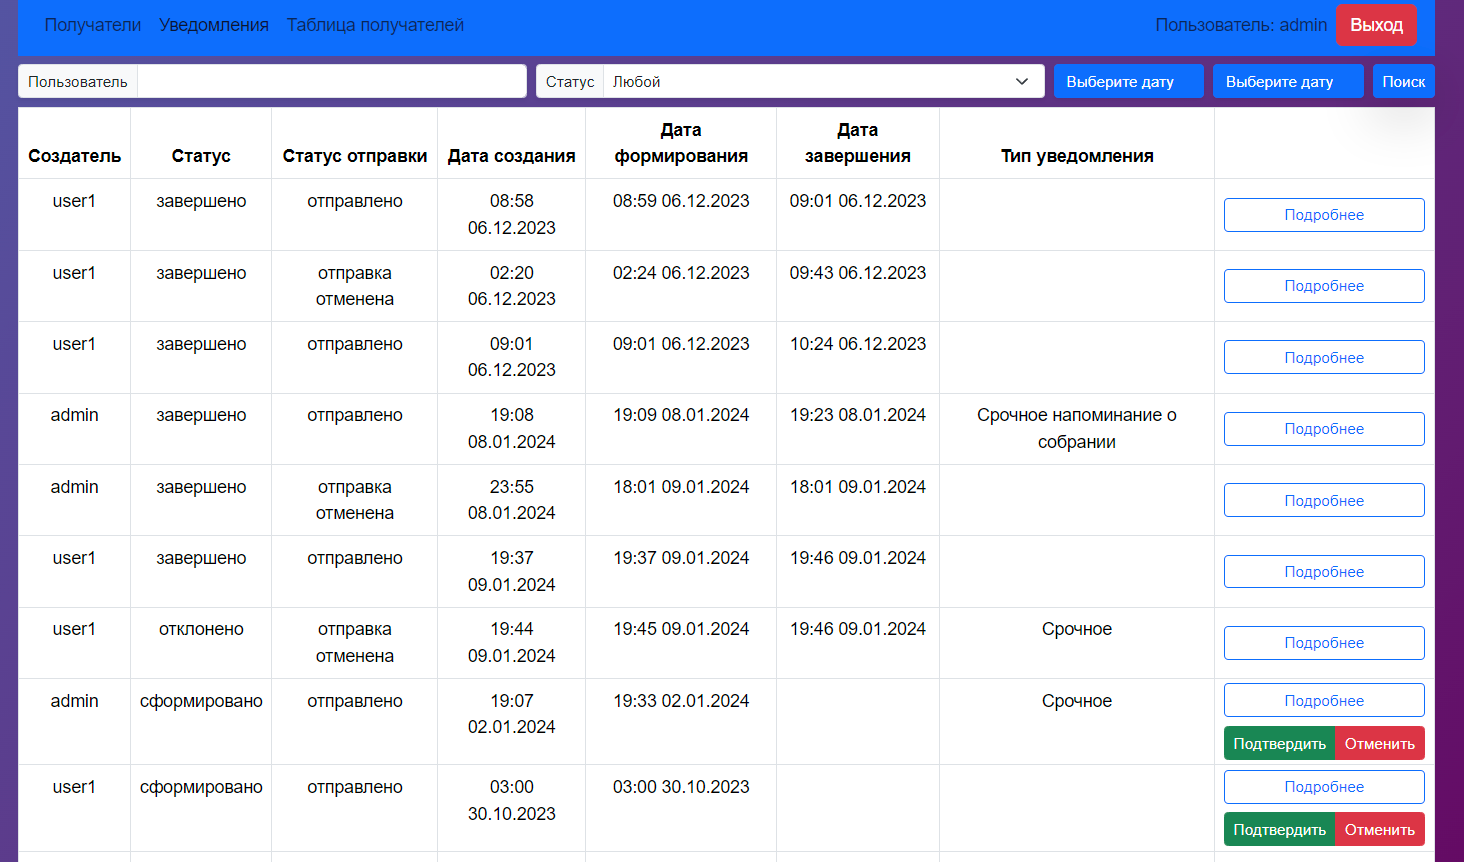 Получатели Уведомления Таблица получателей Пользователь: admin Выход
Пользователь Статус Любой Выберите дату Выберите дату Поиск
Создатель Статус Статус отправки Дата создания Дата формирования Дата завершения Тип уведомления
user1 завершено отправлено 08:58 08:59 06.12.2023 09:01 06.12.2023
06.12.2023
Подробнее
user1 завершено отправка 02:20 02:24 06.12.2023 09:43 06.12.2023
отменена 06.12.2023
Подробнее
user1 завершено отправлено 09:01 09:01 06.12.2023 10:24 06.12.2023
06.12.2023
Подробнее
admin завершено отправлено 19:08 19:09 08.01.2024 19:23 08.01.2024 Срочное напоминание о
08.01.2024 собрании
Подробнее
admin завершено отправка 23:55 18:01 09.01.2024 18:01 09.01.2024
отменена 08.01.2024
Подробнее
user1 завершено отправлено 19:37 19:37 09.01.2024 19:46 09.01.2024
09.01.2024
Подробнее
user1 отклонено отправка 19:44 19:45 09.01.2024 19:46 09.01.2024 Срочное
отменена 09.01.2024
Подробнее
admin сформировано отправлено 19:07 19:33 02.01.2024 Срочное Подробнее
02.01.2024
Подтвердить Отменить
user1 сформировано отправлено 03:00 03:00 30.10.2023 Подробнее
30.10.2023
Подтвердить Отменить